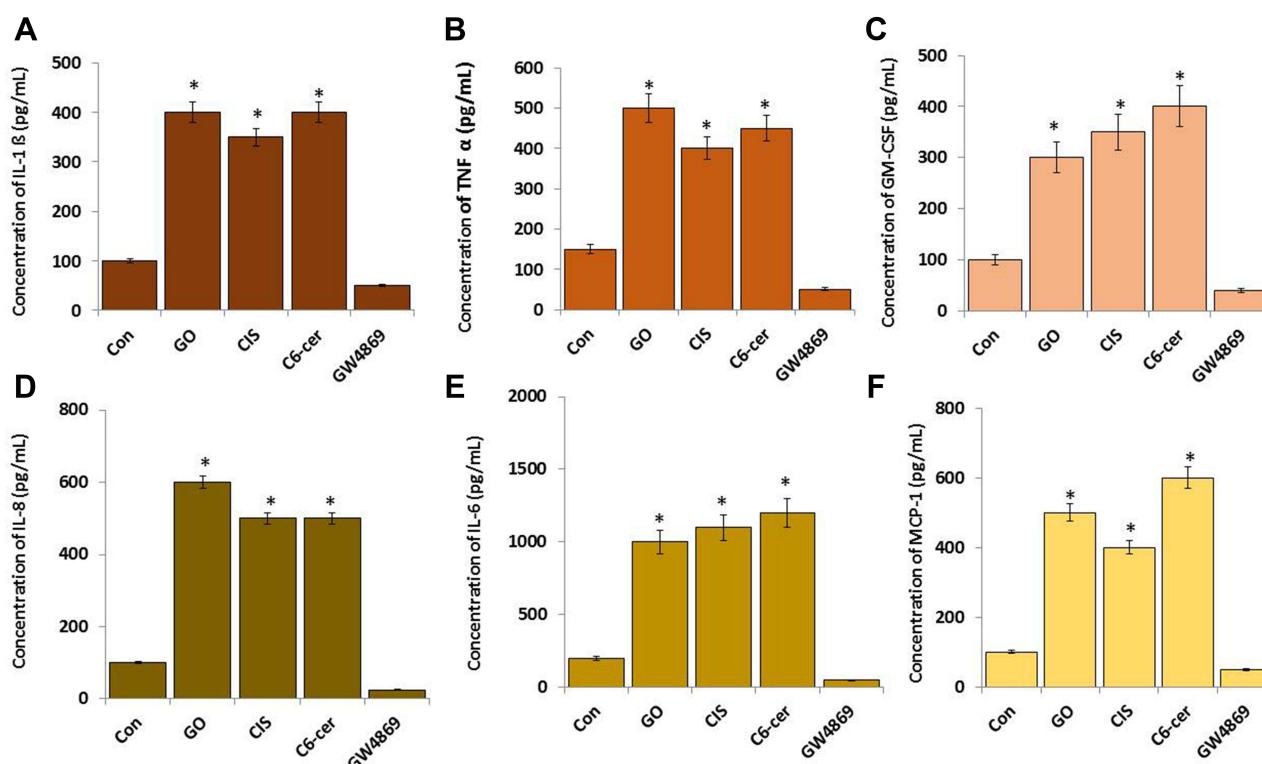 A
Concentration of IL-1 ß (pg/mL)
500
400
300
200
100
0
*
*
*
Con
GO
CIS
C6-cer
GW4869
B
Concentration of TNF α (pg/mL)
600
500
400
300
200
100
0
*
*
*
Con
GO
CIS
C6-cer
GW4869
C
Concentration of GM-CSF (pg/mL)
500
400
300
200
100
0
*
*
*
Con
GO
CIS
C6-cer
GW4869
D
Concentration of IL-8 (pg/mL)
800
600
400
200
0
*
*
*
Con
GO
CIS
C6-cer
GW4869
E
Concentration of IL-6 (pg/mL)
2000
1500
1000
500
0
*
*
*
Con
GO
CIS
C6-cer
GW4869
F
Concentration of MCP-1 (pg/mL)
800
600
400
200
0
*
*
*
Con
GO
CIS
C6-cer
GW4869